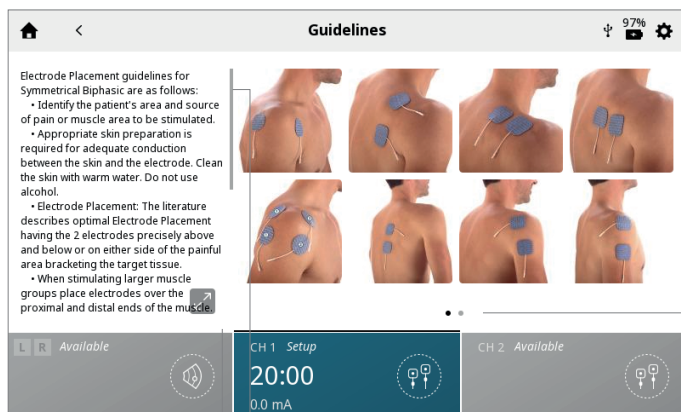 Guidelines
97%
Electrode Placement guidelines for
Symmetrical Biphasic are as follows:
• Identify the patient's area and source
of pain or muscle area to be stimulated.
• Appropriate skin preparation is
required for adequate conduction
between the skin and the electrode. Clean
the skin with warm water. Do not use
alcohol.
• Electrode Placement: The literature
describes optimal Electrode Placement
having the 2 electrodes precisely above
and below or on either side of the painful
area bracketing the target tissue.
• When stimulating larger muscle
groups place electrodes over the
proximal and distal ends of the muscle.
L R Available
CH 1 Setup
20:00
0.0 mA
CH 2 Available